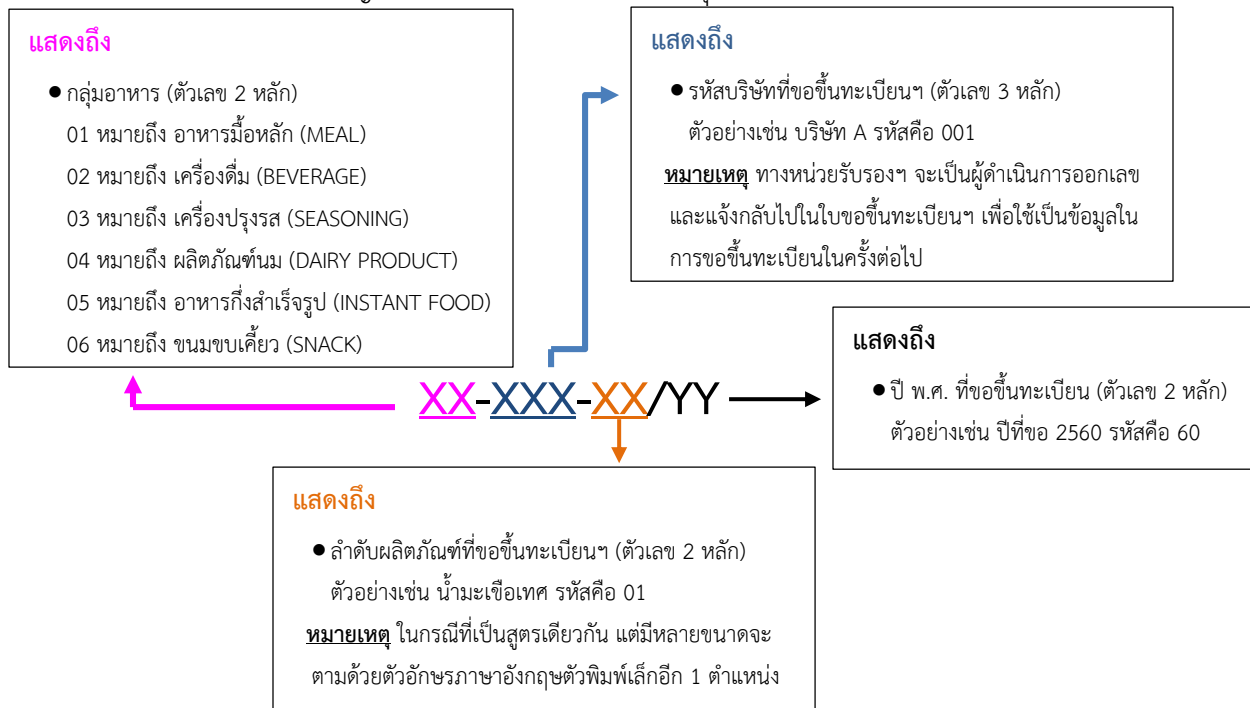 แสดงถึง
● กลุ่มอาหาร (ตัวเลข 2 หลัก)
01 หมายถึง อาหารมื้อหลัก (MEAL)
02 หมายถึง เครื่องดื่ม (BEVERAGE)
03 หมายถึง เครื่องปรุงรส (SEASONING)
04 หมายถึง ผลิตภัณฑ์นม (DAIRY PRODUCT)
05 หมายถึง อาหารกึ่งสำเร็จรูป (INSTANT FOOD)
06 หมายถึง ขนมขบเคี้ยว (SNACK)
แสดงถึง
● รหัสบริษัทที่ขอขึ้นทะเบียนฯ (ตัวเลข 3 หลัก)
ตัวอย่างเช่น บริษัท A รหัสคือ 001
หมายเหตุ ทางหน่วยรับรองฯ จะเป็นผู้ดำเนินการออกเลข
และแจ้งกลับไปในใบขอขึ้นทะเบียนฯ เพื่อใช้เป็นข้อมูลใน
การขอขึ้นทะเบียนในครั้งต่อไป
XX-XXX-XX/YY
แสดงถึง
● ปี พ.ศ. ที่ขอขึ้นทะเบียน (ตัวเลข 2 หลัก)
ตัวอย่างเช่น ปีที่ขอ 2560 รหัสคือ 60
แสดงถึง
● ลำดับผลิตภัณฑ์ที่ขอขึ้นทะเบียนฯ (ตัวเลข 2 หลัก)
ตัวอย่างเช่น น้ำมะเขือเทศ รหัสคือ 01
หมายเหตุ ในกรณีที่เป็นสูตรเดียวกัน แต่มีหลายขนาดจะ
ตามด้วยตัวอักษรภาษาอังกฤษตัวพิมพ์เล็กอีก 1 ตำแหน่ง